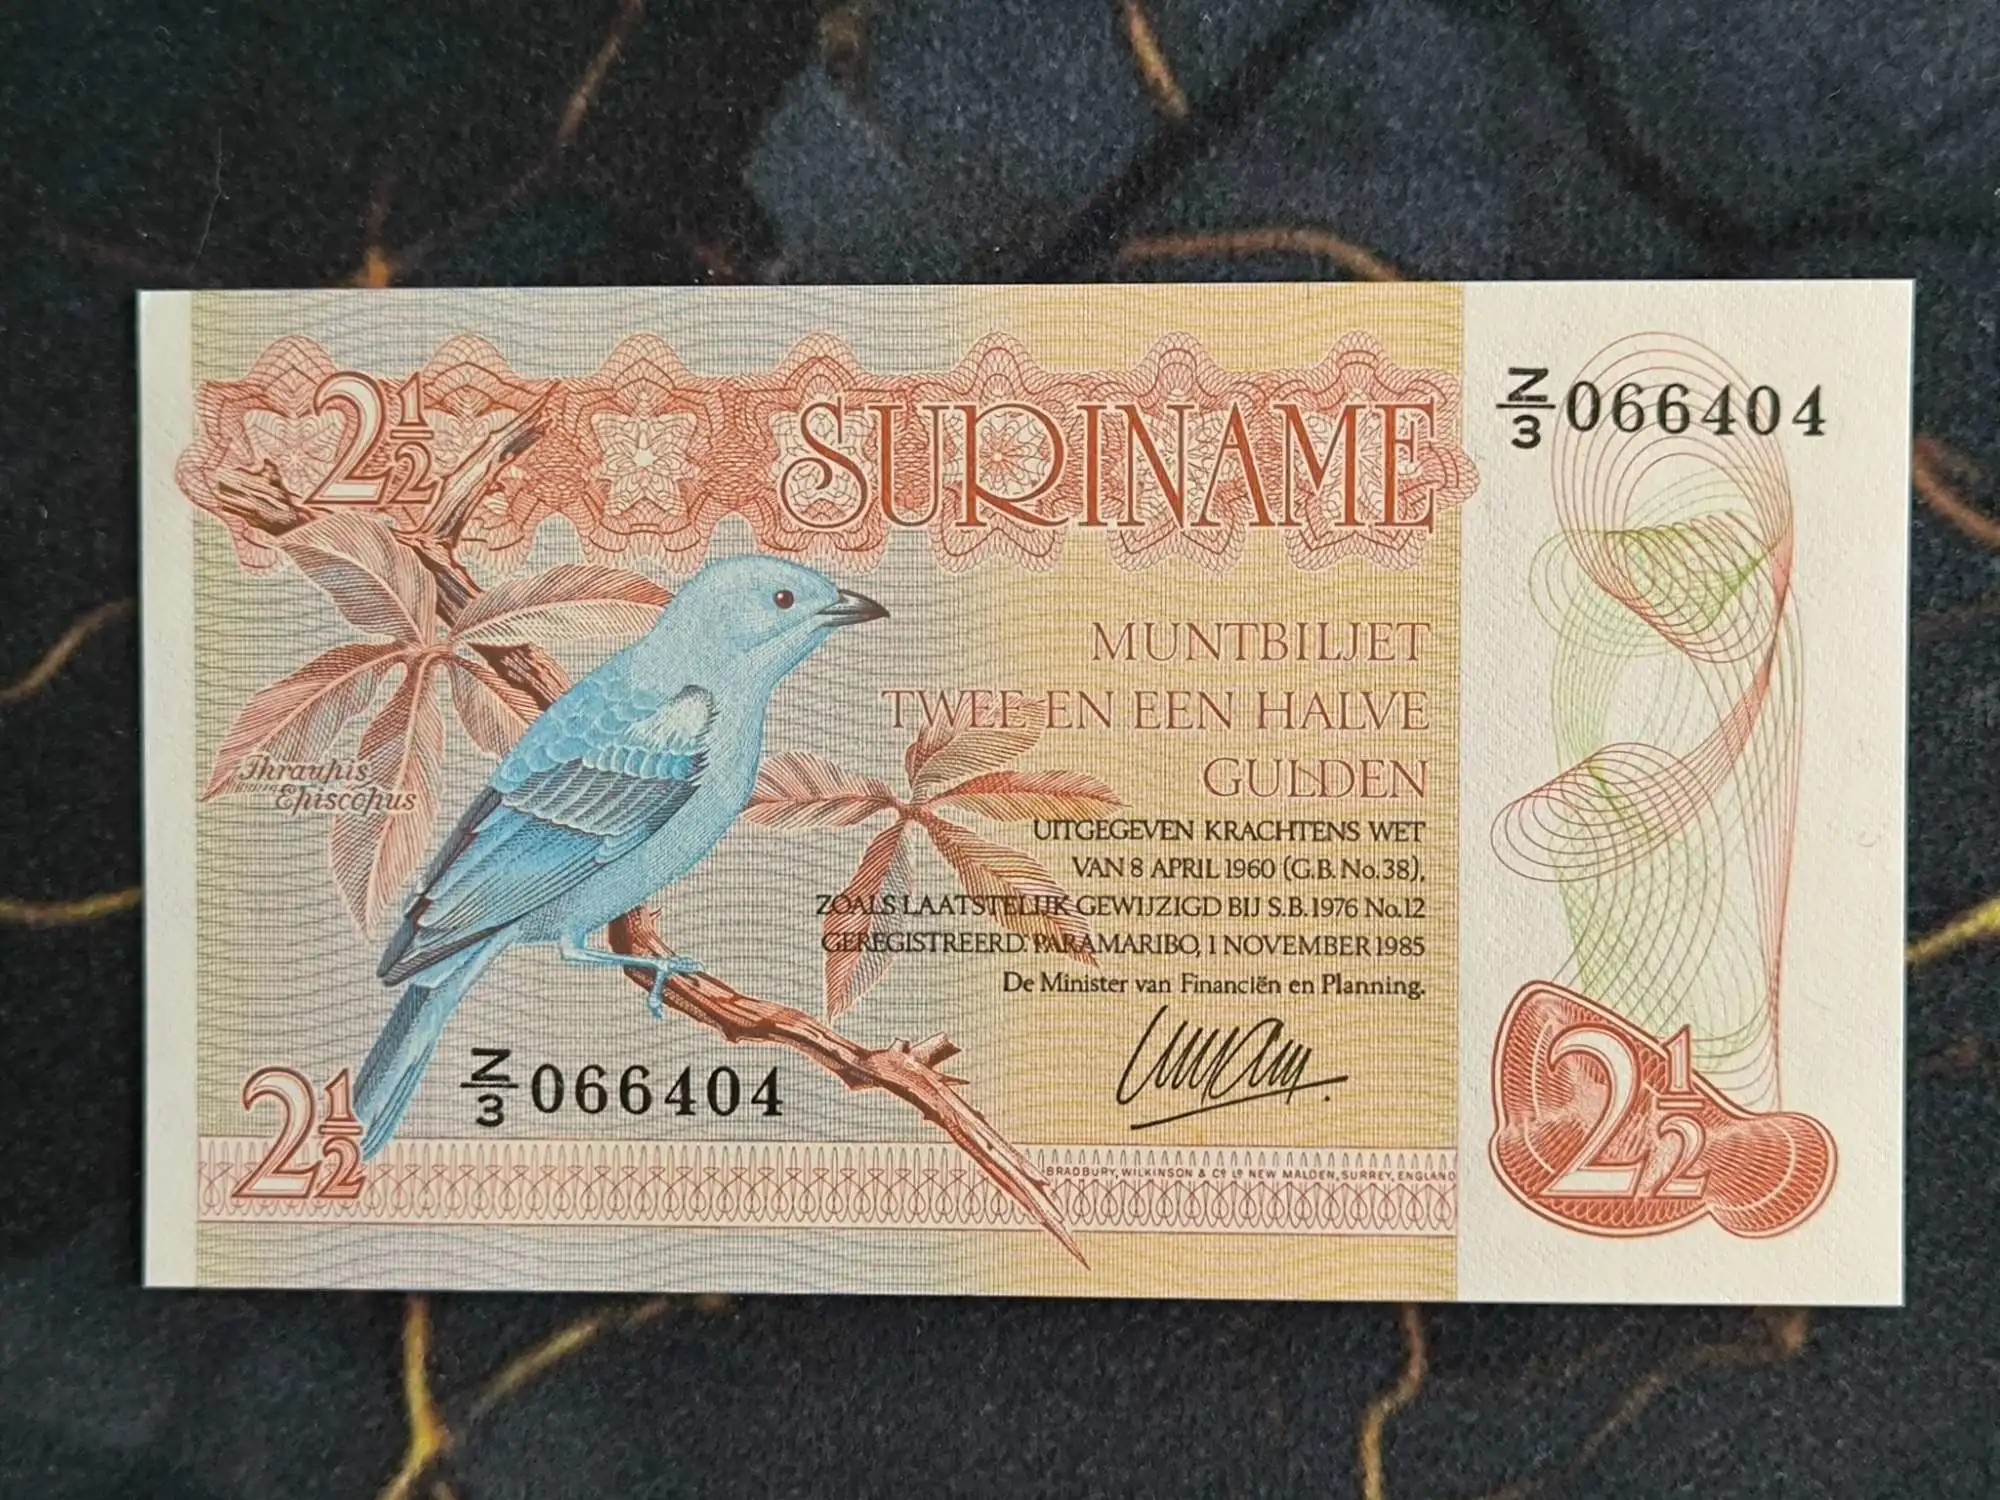 2½
SURINAME
Z/3 066404
MUNTBILJET
TWEE EN EEN HALVE
GULDEN
Thraupis
Episcopus
UITGEGEVEN KRACHTENS WET
VAN 8 APRIL 1960 (G.B. No. 38),
ZOALS LAATSTELIJK GEWIJZIGD BIJ S.B. 1976 No. 12
GEREGISTREERD. PARAMARIBO, 1 NOVEMBER 1985
De Minister van Financiën en Planning.
Z/3 066404
2½
2½
BRADBURY, WILKINSON & Co Ld NEW MALDEN, SURREY, ENGLAND